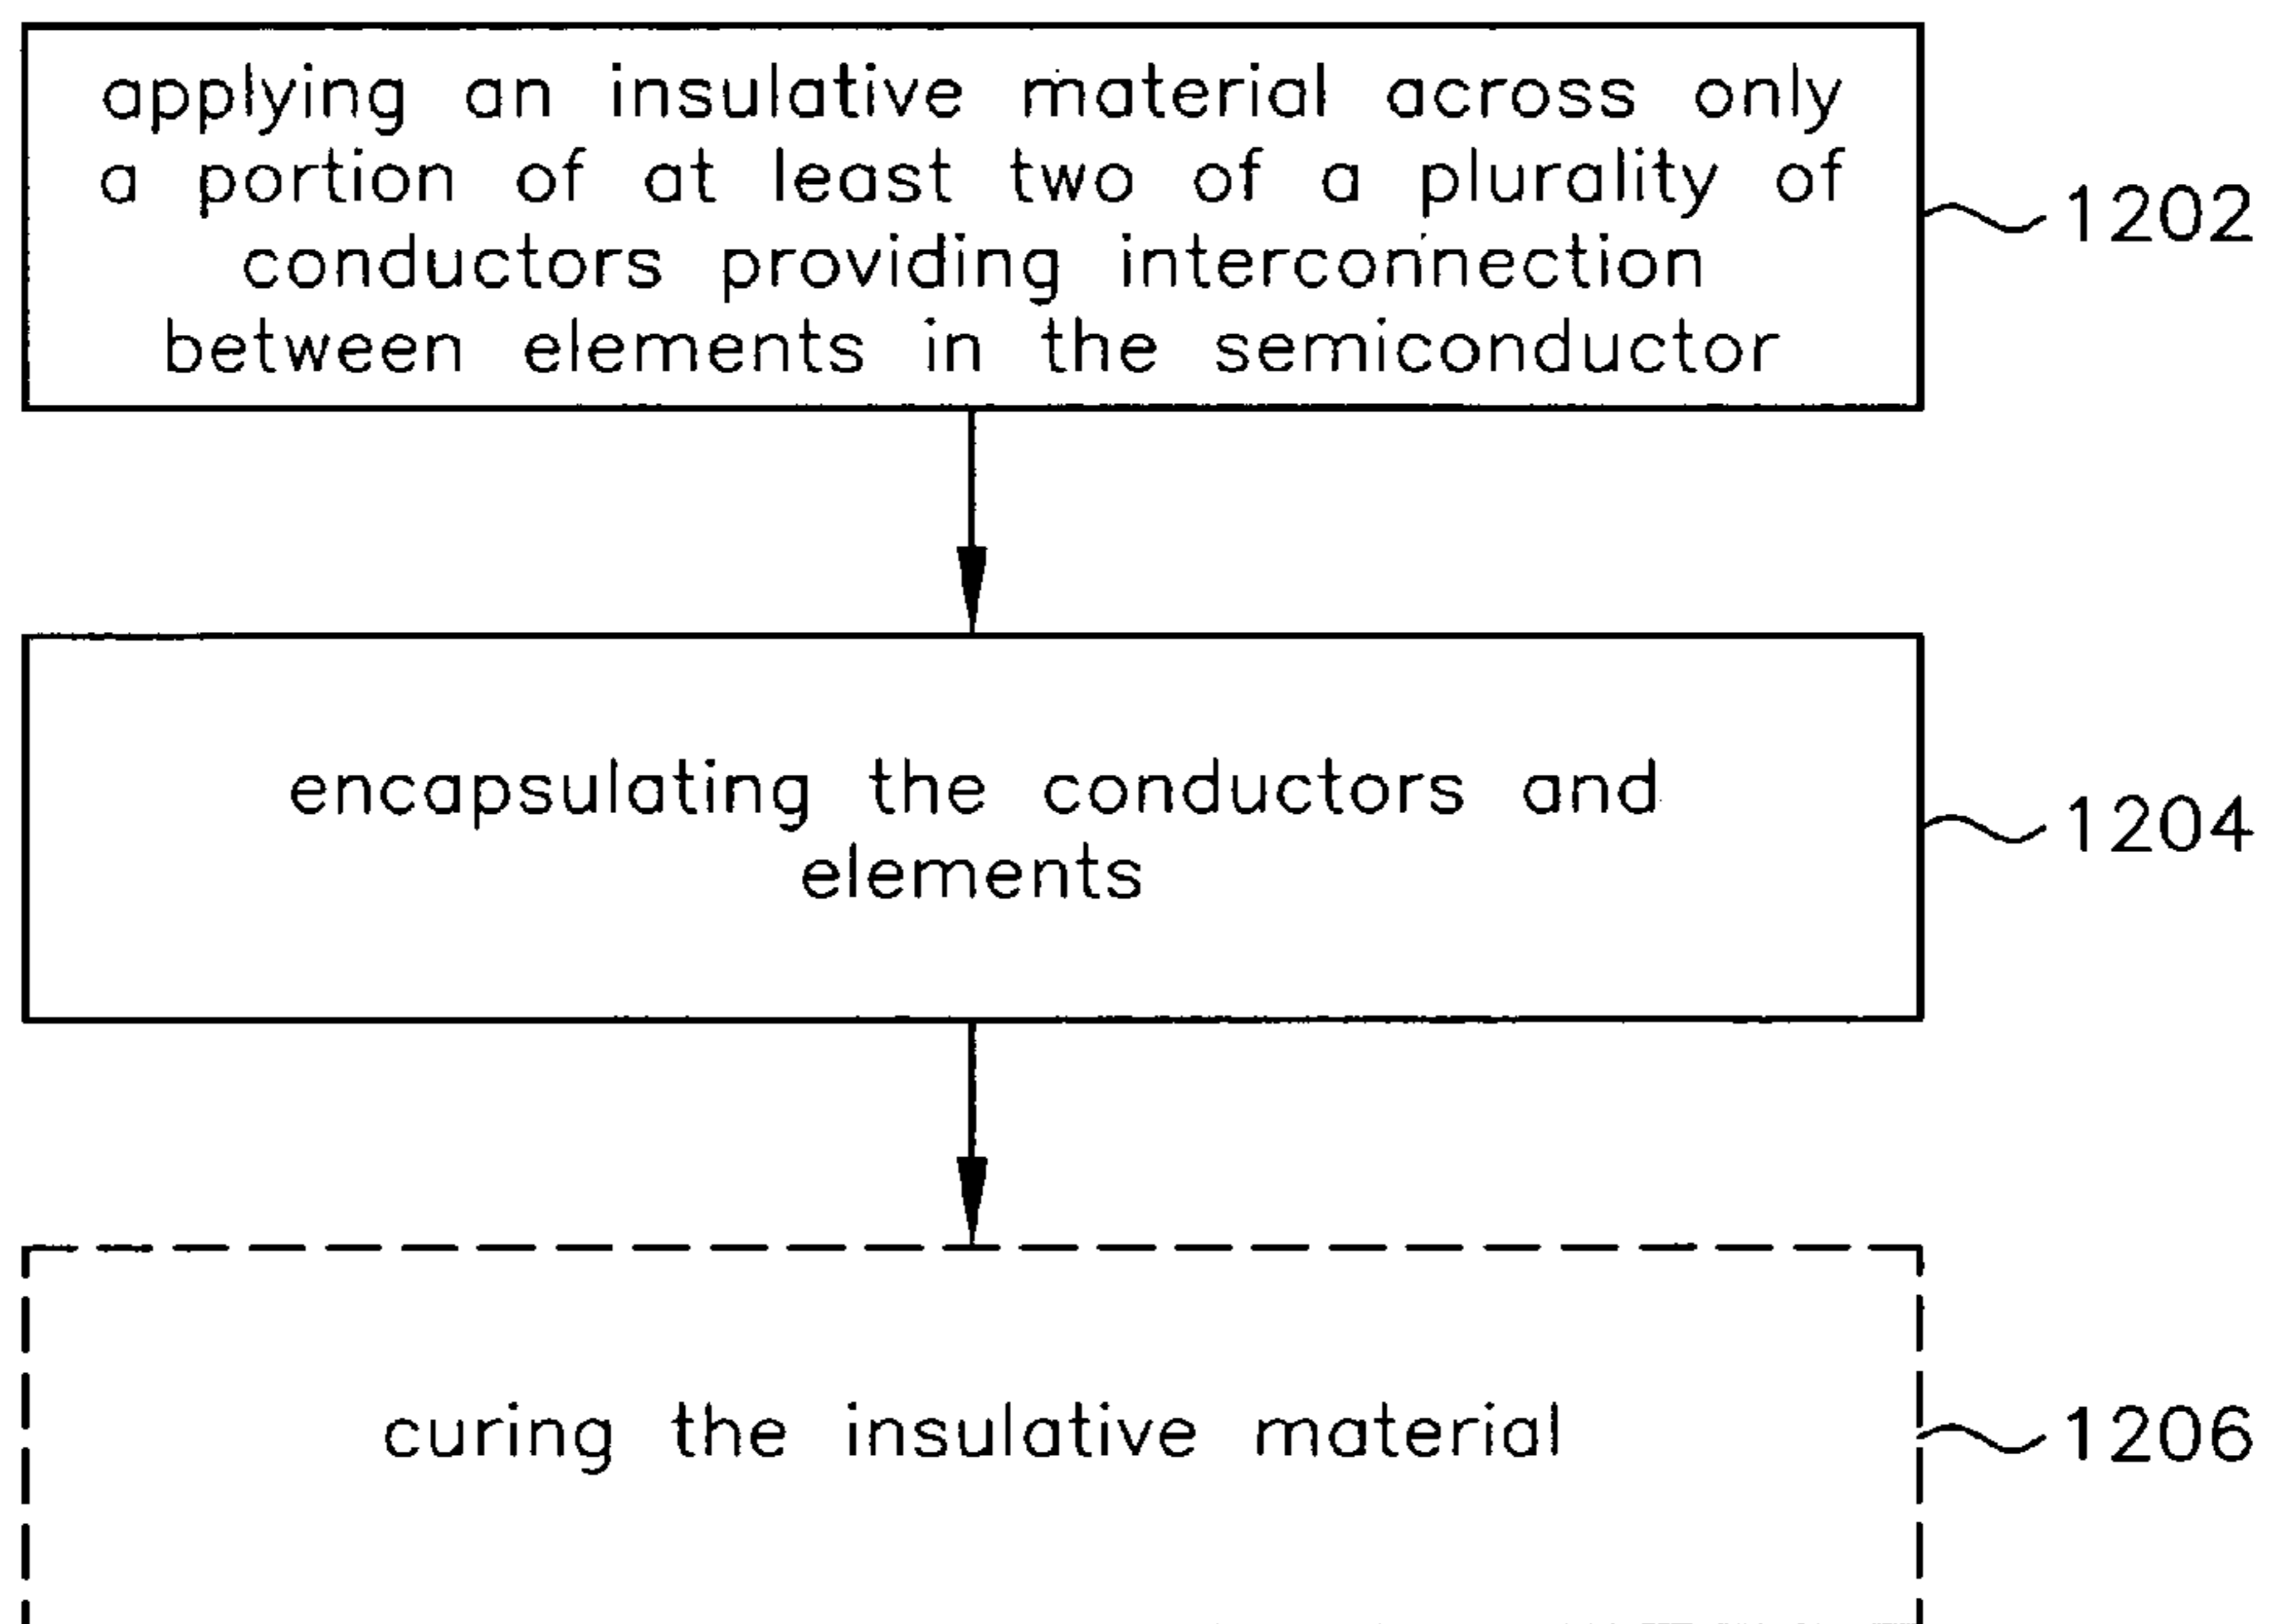 applying an insulative material across only
a portion of at least two of a plurality of
conductors providing interconnection
between elements in the semiconductor
1202
encapsulating the conductors and
elements
1204
curing the insulative material
1206